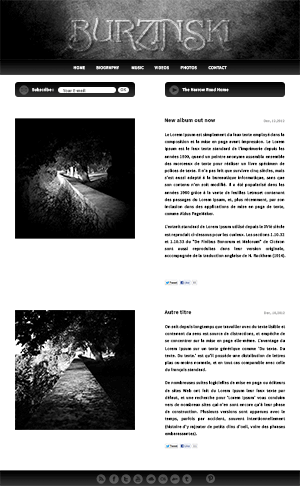 BURZINSKI
HOME BIOGRAPHY MUSIC VIDEOS PHOTOS CONTACT
Subscribe: Your E-mail OK
The Narrow Road Home
New album out now Dec, 12,2012
Le Lorem Ipsum est simplement du faux texte employé dans la
composition et la mise en page avant impression. Le Lorem
Ipsum est le faux texte standard de l'imprimerie depuis les
années 1500, quand un peintre anonyme assembla ensemble
des morceaux de texte pour réaliser un livre spécimen de
polices de texte. Il n'a pas fait que survivre cinq siècles, mais
s'est aussi adapté à la bureautique informatique, sans que
son contenu n'en soit modifié. Il a été popularisé dans les
années 1960 grâce à la vente de feuilles Letraset contenant
des passages du Lorem Ipsum, et, plus récemment, par son
inclusion dans des applications de mise en page de texte,
comme Aldus PageMaker.
L'extrait standard de Lorem Ipsum utilisé depuis le XVIè siècle
est reproduit ci-dessous pour les curieux. Les sections 1.10.32
et 1.10.33 du "De Finibus Bonorum et Malorum" de Cicéron
sont aussi reproduites dans leur version originale,
accompagnée de la traduction anglaise de H. Rackham (1914).
Tweet Like
Autre titre
On sait depuis longtemps que travailler avec du texte lisible et
contenant du sens est source de distractions, et empêche de
se concentrer sur la mise en page elle-même. L'avantage du
Lorem Ipsum sur un texte générique comme 'Du texte. Du
texte. Du texte.' est qu'il possède une distribution de lettres
plus ou moins normale, et en tout cas comparable avec celle
du français standard.
De nombreuses suites logicielles de mise en page ou éditeurs
de sites Web ont fait du Lorem Ipsum leur faux texte par
défaut, et une recherche pour 'Lorem Ipsum' vous conduira
vers de nombreux sites qui n'en sont encore qu'à leur phase
de construction. Plusieurs versions sont apparues avec le
temps, parfois par accident, souvent intentionnellement
(histoire d'y rajouter de petits clins d'oeil, voire des phrases
embarassantes).
Tweet Like